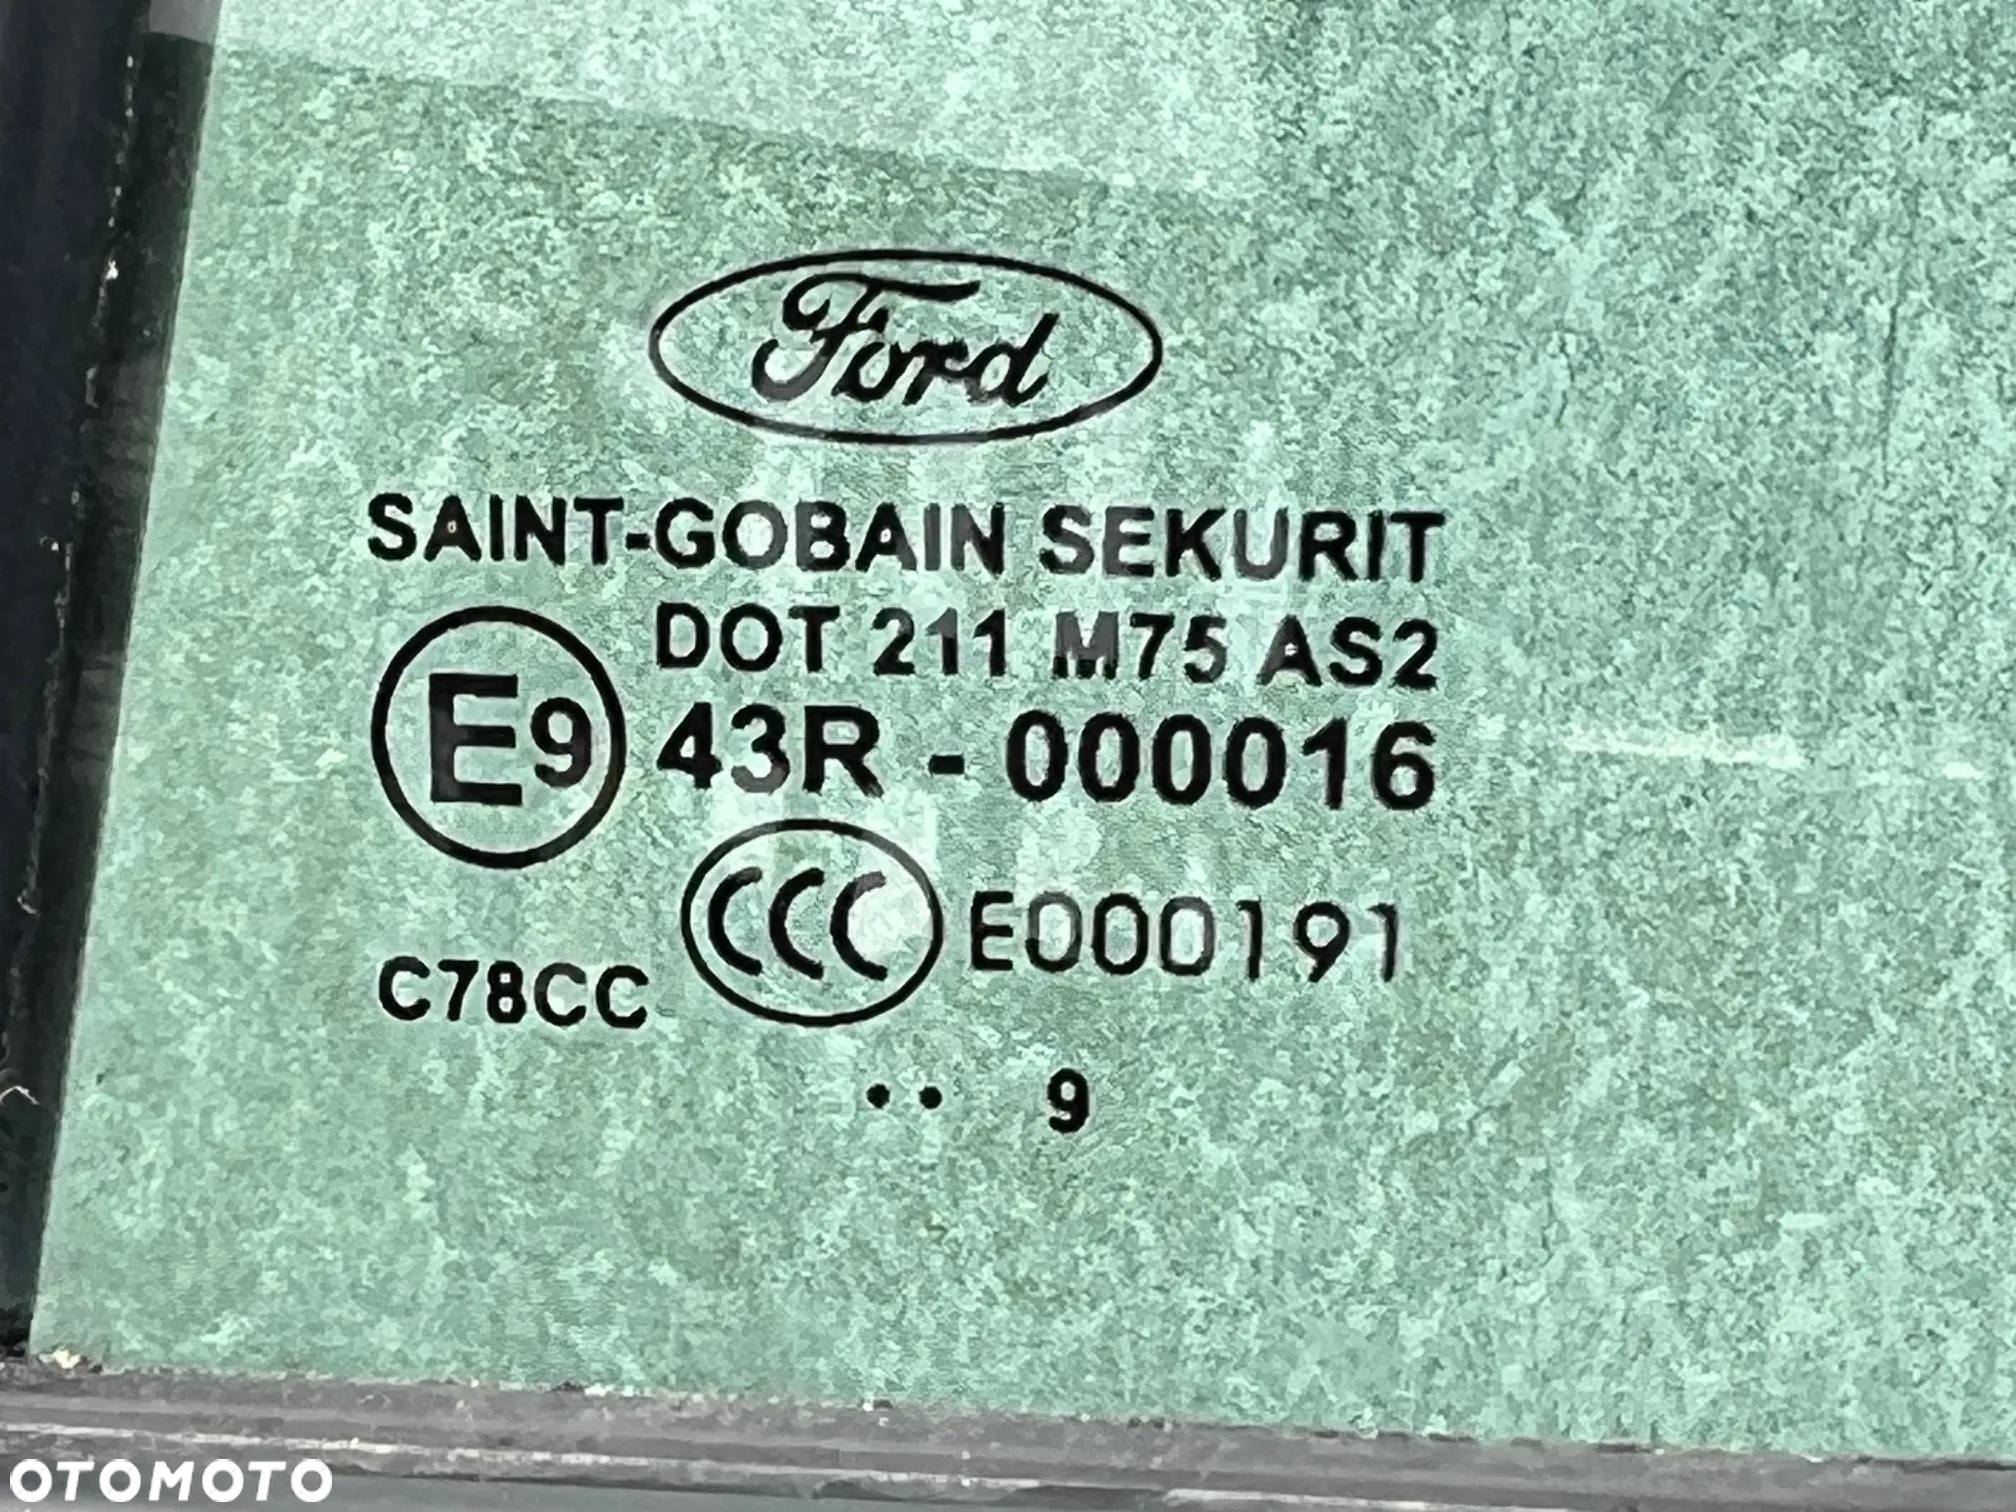 Ford
SAINT-GOBAIN SEKURIT
DOT 211 M75 AS2
E9 43R - 000016
CCC E000191
C78CC
.. 9
OTOMOTO